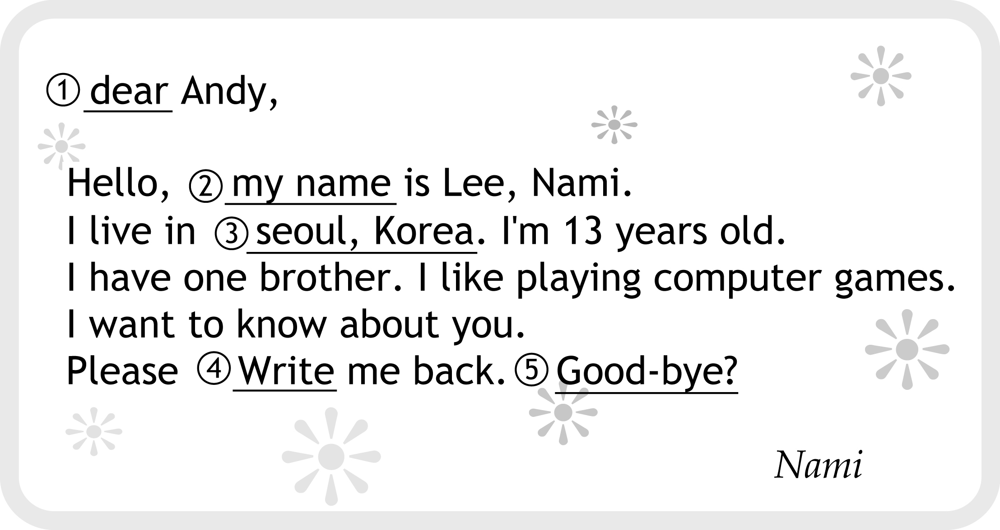 ① dear Andy,
Hello, ② my name is Lee, Nami.
I live in ③ seoul, Korea. I'm 13 years old.
I have one brother. I like playing computer games.
I want to know about you.
Please ④ Write me back. ⑤ Good-bye?
Nami